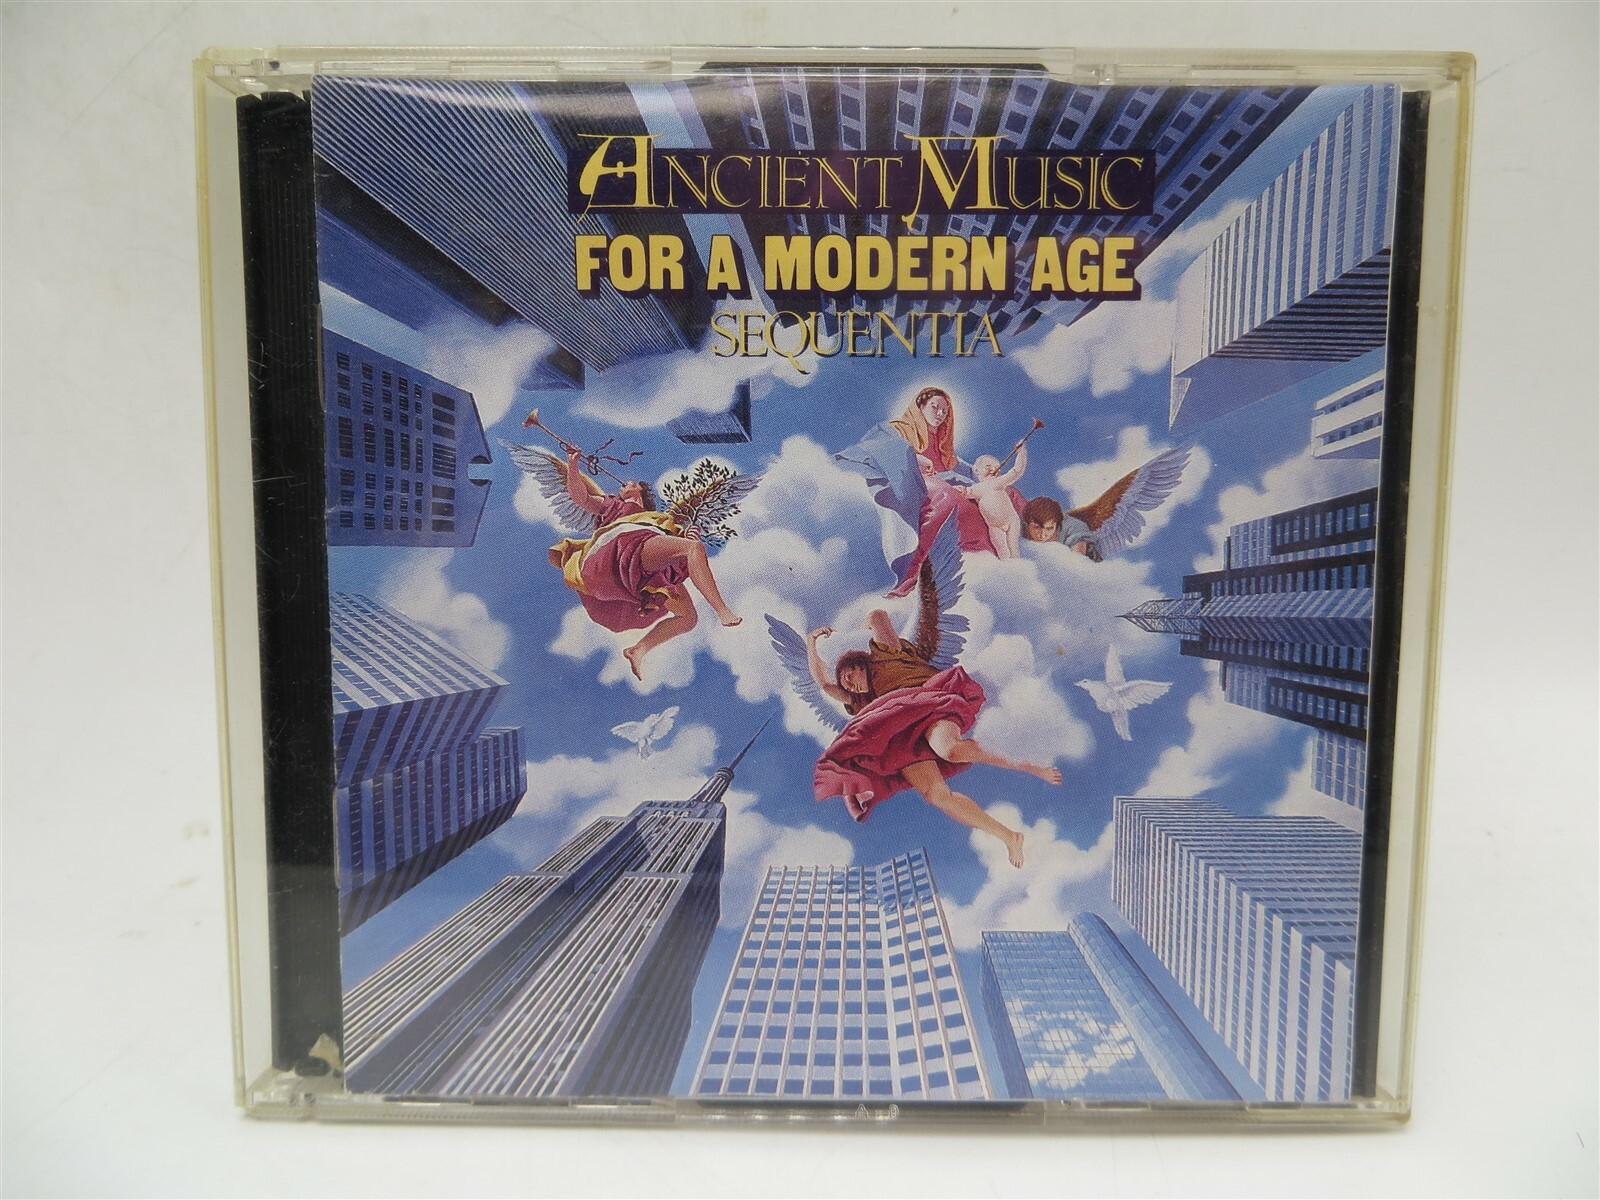 ANCIENT MUSIC
FOR A MODERN AGE
SEQUENTIA